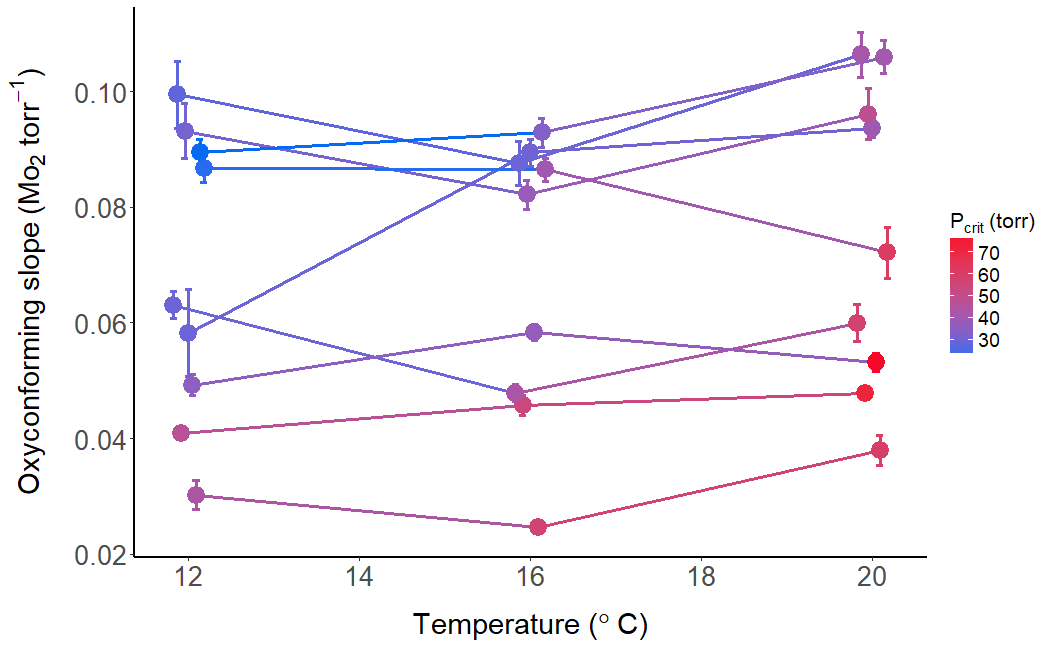 Oxyconforming slope (Mo₂ torr⁻¹)
0.10
0.08
0.06
0.04
0.02
12 14 16 18 20
Temperature (° C)
Pcrit (torr)
70
60
50
40
30